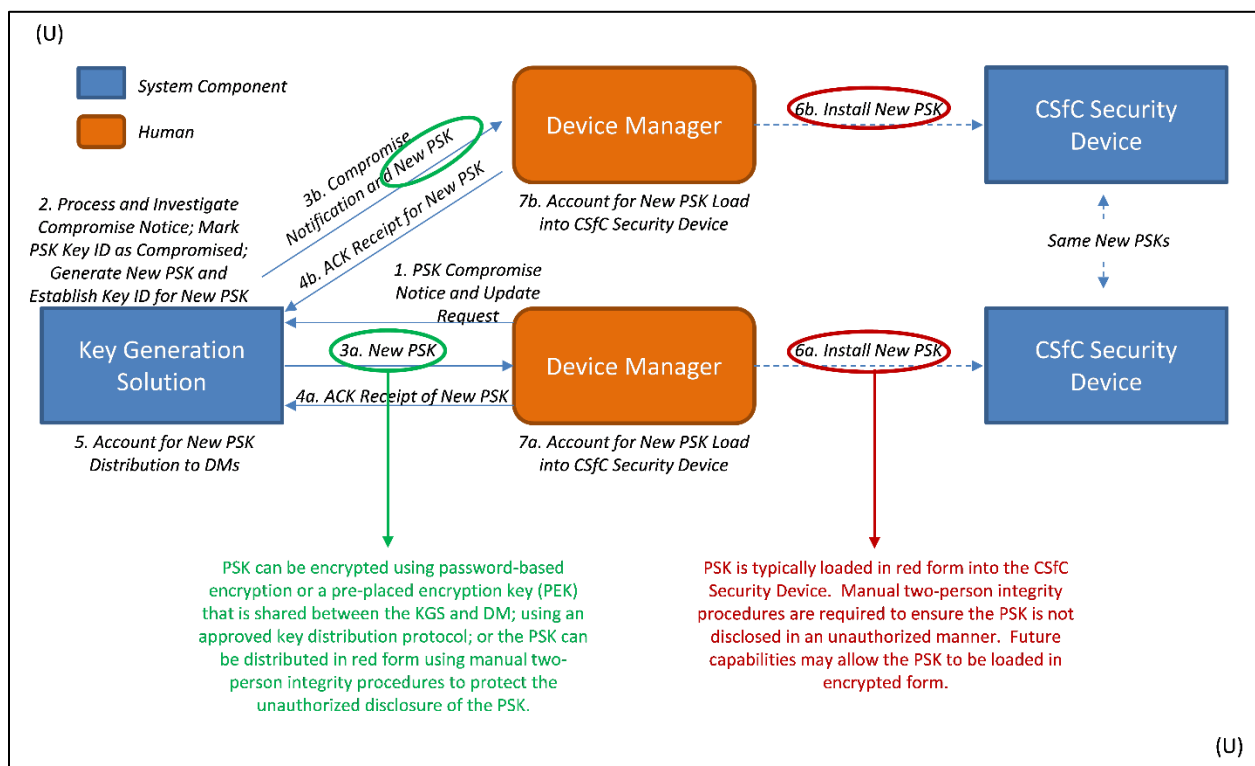 (U)
System Component
Human
Device Manager
6b. Install New PSK
CSfC Security
Device
3b. Compromise
Notification and New PSK
4b. ACK Receipt for New PSK
7b. Account for New PSK Load
into CSfC Security Device
2. Process and Investigate
Compromise Notice; Mark
PSK Key ID as Compromised;
Generate New PSK and
Establish Key ID for New PSK
Same New PSKs
1. PSK Compromise
Notice and Update
Request
Key Generation
Solution
3a. New PSK
4a. ACK Receipt of New PSK
Device Manager
6a. Install New PSK
CSfC Security
Device
5. Account for New PSK
Distribution to DMs
7a. Account for New PSK Load
into CSfC Security Device
PSK can be encrypted using password-based
encryption or a pre-placed encryption key (PEK)
that is shared between the KGS and DM; using an
approved key distribution protocol; or the PSK can
be distributed in red form using manual two-
person integrity procedures to protect the
unauthorized disclosure of the PSK.
PSK is typically loaded in red form into the CSfC
Security Device.  Manual two-person integrity
procedures are required to ensure the PSK is not
disclosed in an unauthorized manner.  Future
capabilities may allow the PSK to be loaded in
encrypted form.
(U)